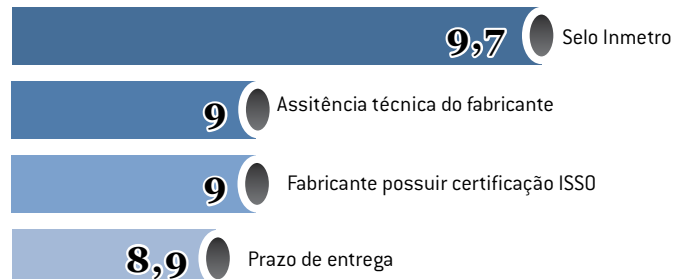 9,7 Selo Inmetro
9 Assitência técnica do fabricante
9 Fabricante possuir certificação ISSO
8,9 Prazo de entrega